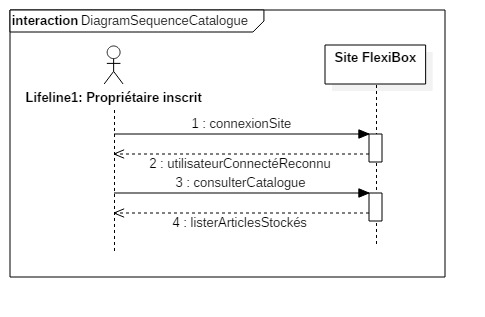 interaction DiagramSequenceCatalogue
Site FlexiBox
Lifeline1: Propriétaire inscrit
1 : connexionSite
2 : utilisateurConnectéReconnu
3 : consulterCatalogue
4 : listerArticlesStockés